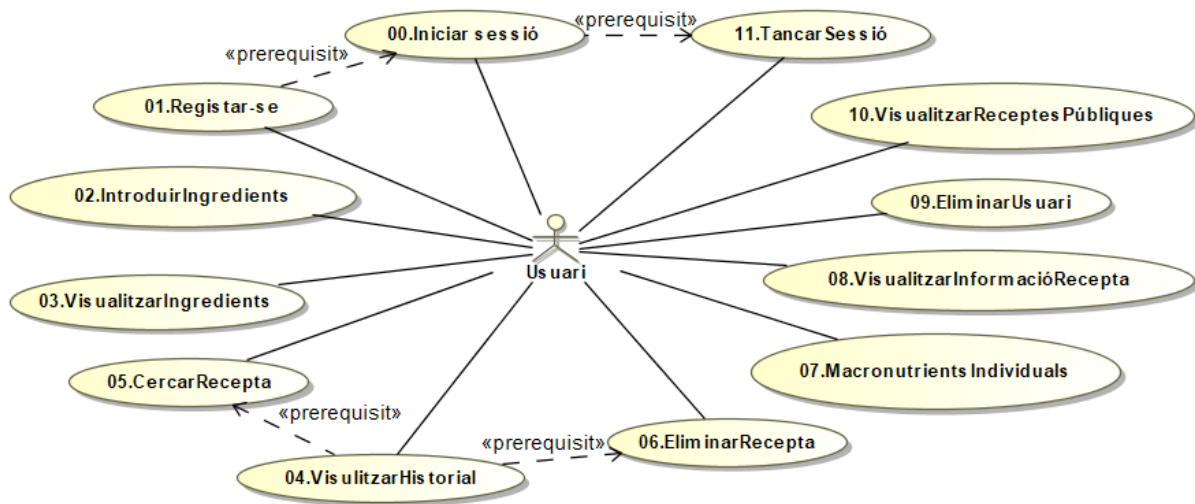 00.Iniciar sessió
«prerequisit»
11.TancarSessió
«prerequisit»
01.Registar-se
10.VisualitzarReceptesPúbliques
02.IntroduirIngredients
09.EliminarUsuari
Usuari
08.VisualitzarInformacióRecepta
03.VisualitzarIngredients
07.MacronutrientsIndividuals
05.CercarRecepta
«prerequisit»
«prerequisit»
06.EliminarRecepta
04.VisulitzarHistorial